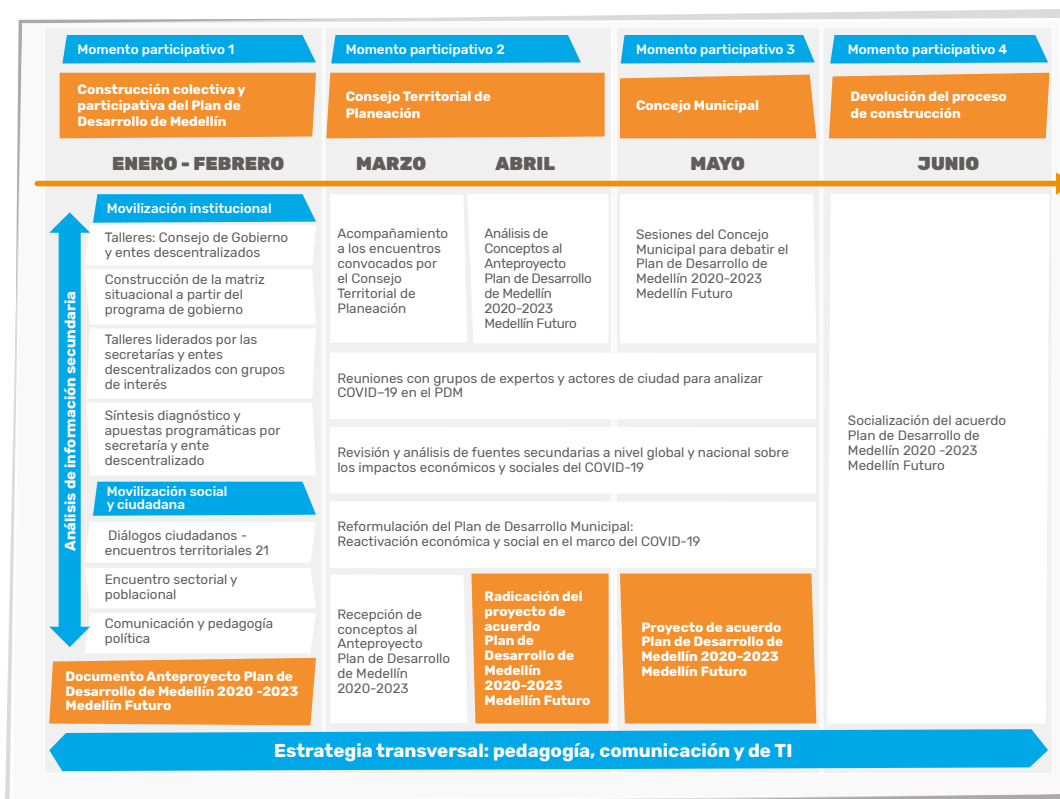 Momento participativo 1
Construcción colectiva y
participativa del Plan de
Desarrollo de Medellín
Momento participativo 2
Consejo Territorial de
Planeación
Momento participativo 3
Concejo Municipal
Momento participativo 4
Devolución del proceso
de construcción
ENERO - FEBRERO
MARZO
ABRIL
MAYO
JUNIO
Análisis de información secundaria
Movilización institucional
Talleres: Consejo de Gobierno
y entes descentralizados
Construcción de la matriz
situacional a partir del
programa de gobierno
Talleres liderados por las
secretarías y entes
descentralizados con grupos
de interés
Síntesis diagnóstico y
apuestas programáticas por
secretaría y ente
descentralizado
Movilización social
y ciudadana
Diálogos ciudadanos -
encuentros territoriales 21
Encuentro sectorial y
poblacional
Comunicación y pedagogía
política
Documento Anteproyecto Plan de
Desarrollo de Medellín 2020 -2023
Medellín Futuro
Acompañamiento
a los encuentros
convocados por
el Consejo
Territorial de
Planeación
Análisis de
Conceptos al
Anteproyecto
Plan de Desarrollo
de Medellín
2020-2023
Medellín Futuro
Sesiones del Concejo
Municipal para debatir el
Plan de Desarrollo de
Medellín 2020-2023
Medellín Futuro
Reuniones con grupos de expertos y actores de ciudad para analizar
COVID-19 en el PDM
Revisión y análisis de fuentes secundarias a nivel global y nacional sobre
los impactos económicos y sociales del COVID-19
Reformulación del Plan de Desarrollo Municipal:
Reactivación económica y social en el marco del COVID-19
Recepción de
conceptos al
Anteproyecto
Plan de Desarrollo
de Medellín
2020-2023
Radicación del
proyecto de
acuerdo
Plan de
Desarrollo de
Medellín
2020-2023
Medellín Futuro
Proyecto de acuerdo
Plan de Desarrollo de
Medellín 2020-2023
Medellín Futuro
Socialización del acuerdo
Plan de Desarrollo de
Medellín 2020 -2023
Medellín Futuro
Estrategia transversal: pedagogía, comunicación y de TI